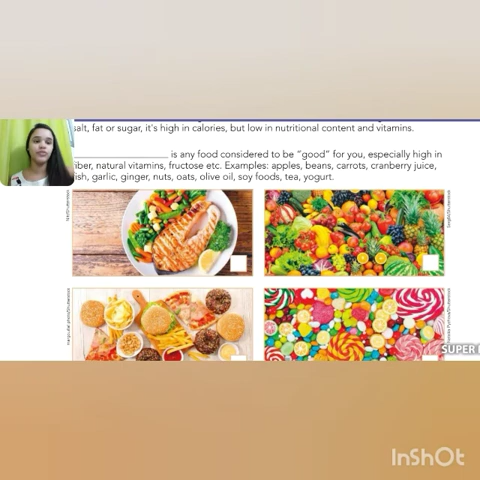 salt, fat or sugar, it's high in calories, but low in nutritional content and vitamins.
is any food considered to be "good" for you, especially high in
fiber, natural vitamins, fructose etc. Examples: apples, beans, carrots, cranberry juice,
fish, garlic, ginger, nuts, oats, olive oil, soy foods, tea, yogurt.
SUPER
InShOt